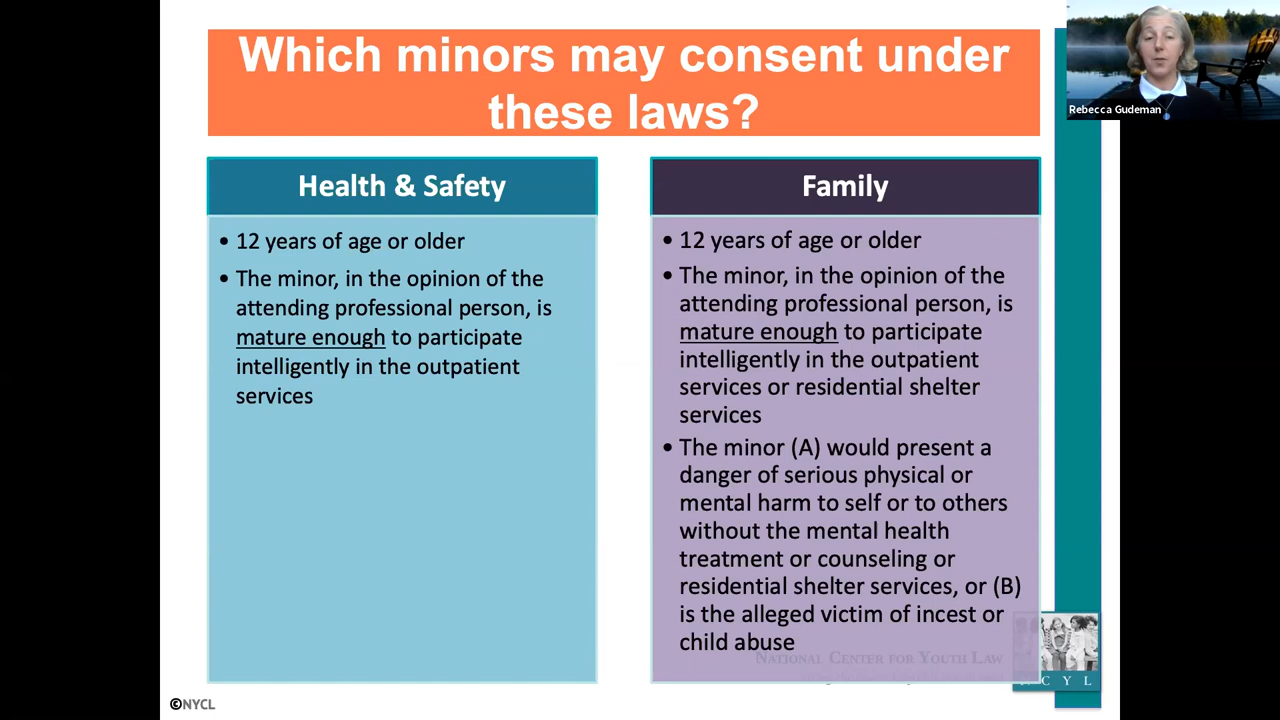 Which minors may consent under
these laws?
Rebecca Gudeman
Health & Safety
• 12 years of age or older
• The minor, in the opinion of the
attending professional person, is
mature enough to participate
intelligently in the outpatient
services
Family
• 12 years of age or older
• The minor, in the opinion of the
attending professional person, is
mature enough to participate
intelligently in the outpatient
services or residential shelter
services
• The minor (A) would present a
danger of serious physical or
mental harm to self or to others
without the mental health
treatment or counseling or
residential shelter services, or (B)
is the alleged victim of incest or
child abuse
NATIONAL CENTER FOR YOUTH LAW
N C Y L
©NYCL